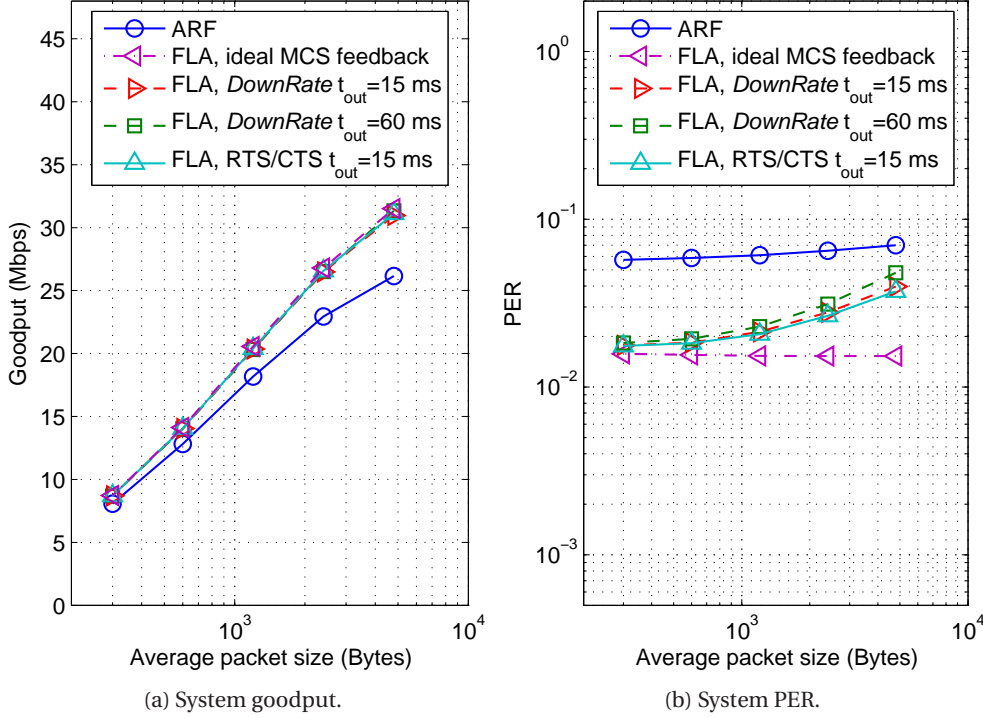 ARF
FLA, ideal MCS feedback
FLA, DownRate t_out=15 ms
FLA, DownRate t_out=60 ms
FLA, RTS/CTS t_out=15 ms
45
40
35
30
25
20
15
10
5
0
10^3
10^4
Goodput (Mbps)
Average packet size (Bytes)
(a) System goodput.
ARF
FLA, ideal MCS feedback
FLA, DownRate t_out=15 ms
FLA, DownRate t_out=60 ms
FLA, RTS/CTS t_out=15 ms
10^0
10^−1
10^−2
10^−3
10^3
10^4
PER
Average packet size (Bytes)
(b) System PER.